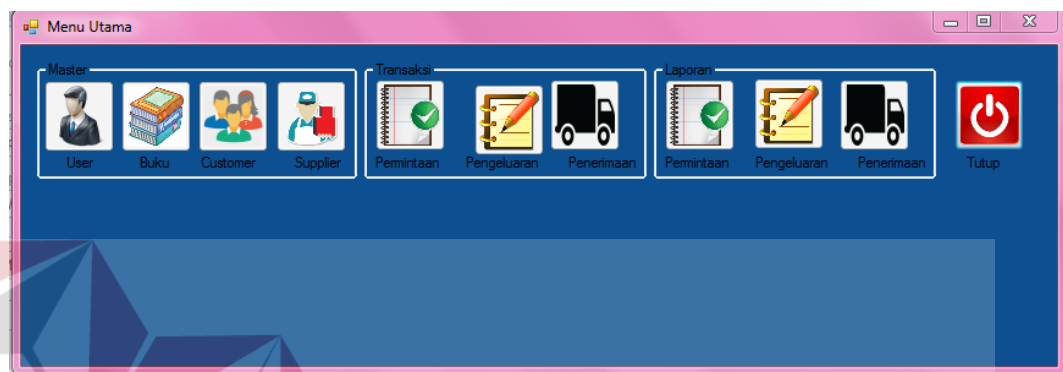 Menu Utama
Master Transaksi Laporan
User Buku Customer Supplier Permintaan Pengeluaran Penerimaan Permintaan Pengeluaran Penerimaan Tutup